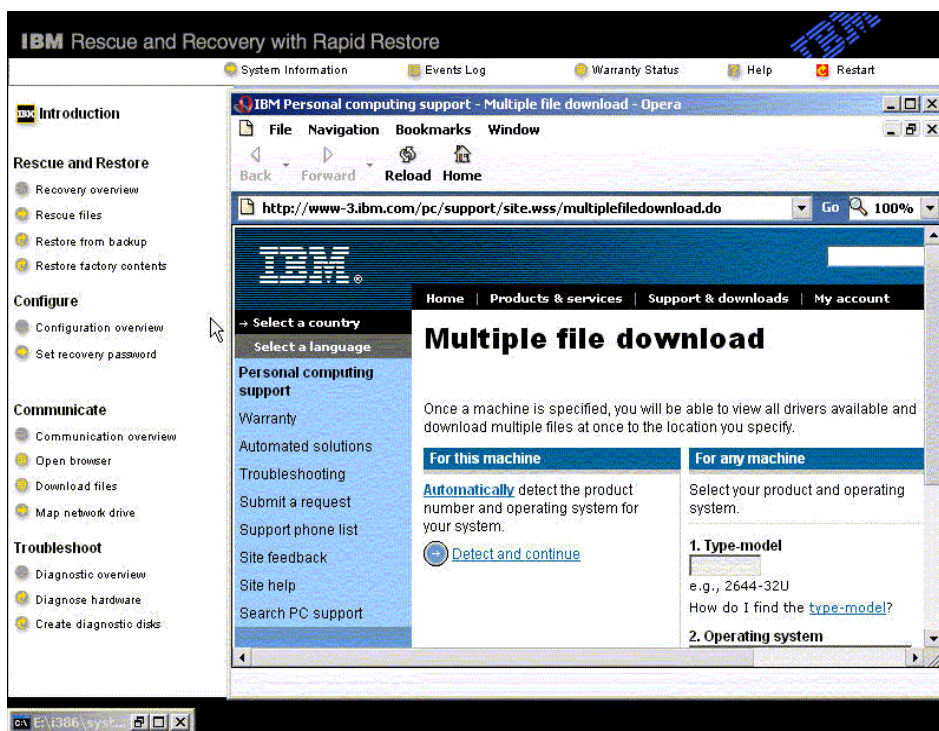 IBM Rescue and Recovery with Rapid Restore
IBM
System Information Events Log Warranty Status Help Restart
IBM Introduction
Rescue and Restore
Recovery overview
Rescue files
Restore from backup
Restore factory contents
Configure
Configuration overview
Set recovery password
Communicate
Communication overview
Open browser
Download files
Map network drive
Troubleshoot
Diagnostic overview
Diagnose hardware
Create diagnostic disks
IBM Personal computing support - Multiple file download - Opera
File Navigation Bookmarks Window
Back Forward Reload Home
http://www-3.ibm.com/pc/support/site.wss/multiplefiledownload.do Go 100%
IBM®
Home | Products & services | Support & downloads | My account
→ Select a country
Select a language
Personal computing
support
Warranty
Automated solutions
Troubleshooting
Submit a request
Support phone list
Site feedback
Site help
Search PC support
Multiple file download
Once a machine is specified, you will be able to view all drivers available and
download multiple files at once to the location you specify.
For this machine
Automatically detect the product
number and operating system for
your system.
Detect and continue
For any machine
Select your product and operating
system.
1. Type-model
e.g., 2644-32U
How do I find the type-model?
2. Operating system
E:\i386\syst...